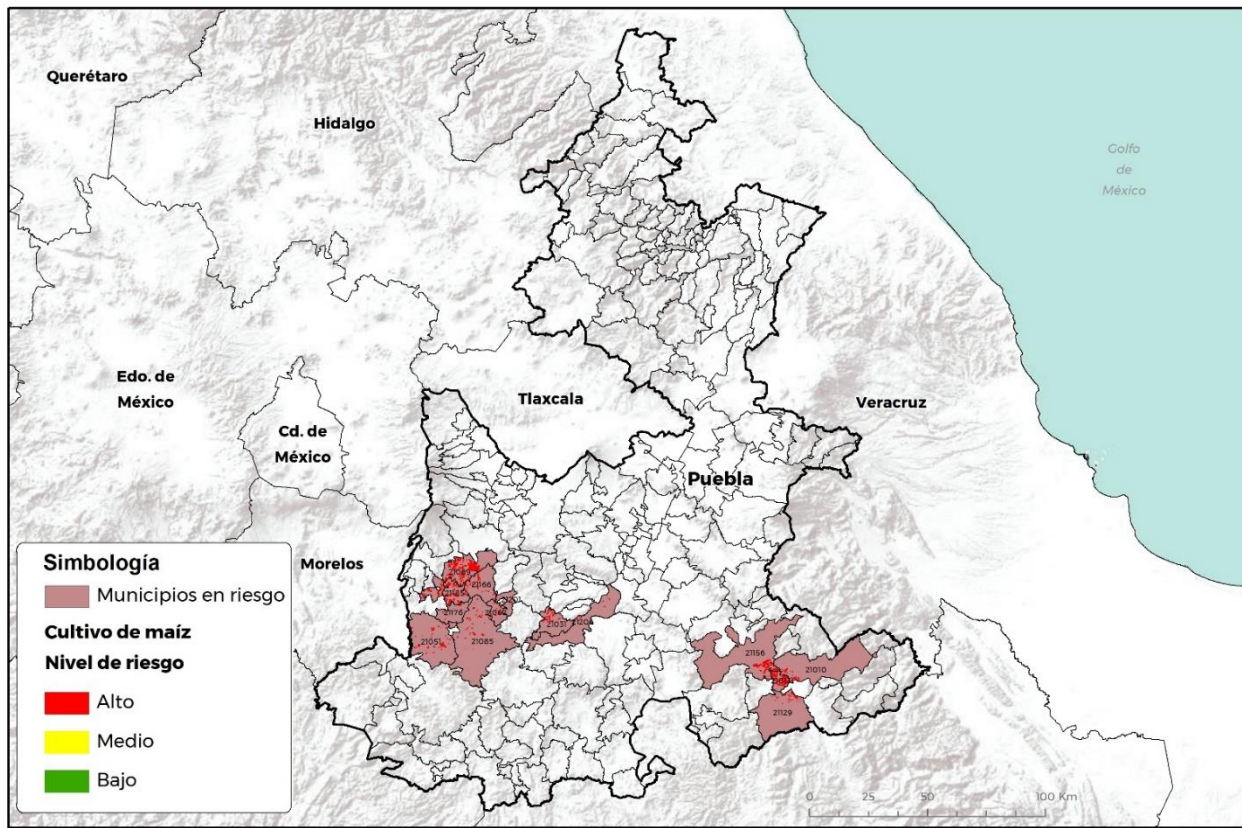 Querétaro
Hidalgo
Golfo
de
México
Edo. de
México
Tlaxcala
Veracruz
Cd. de
México
Puebla
Morelos
Simbología
Municipios en riesgo
Cultivo de maíz
Nivel de riesgo
Alto
Medio
Bajo
21069
21166
21176
21051
21085
21031
21156
21010
21129
0 25 50 100 Km